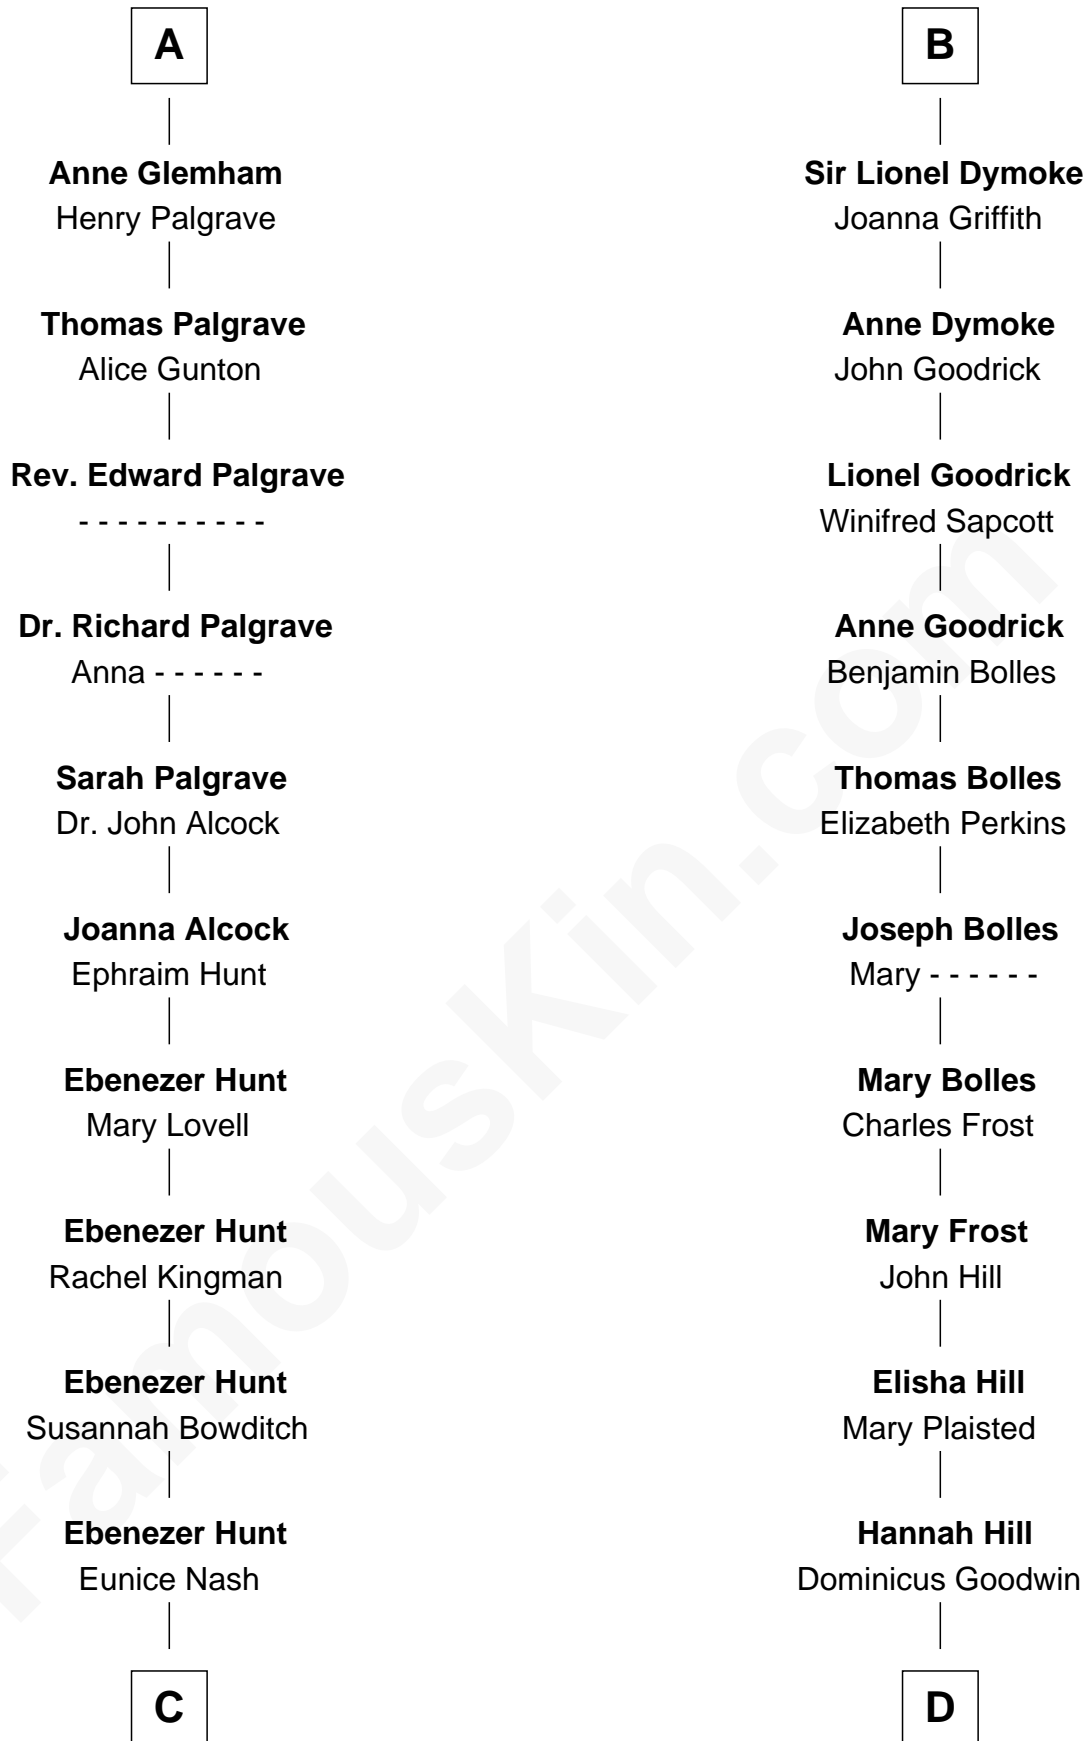 A
Anne Glemham
Henry Palgrave
Thomas Palgrave
Alice Gunton
Rev. Edward Palgrave
- - - - - - - - - -
Dr. Richard Palgrave
Anna - - - - - -
Sarah Palgrave
Dr. John Alcock
Joanna Alcock
Ephraim Hunt
Ebenezer Hunt
Mary Lovell
Ebenezer Hunt
Rachel Kingman
Ebenezer Hunt
Susannah Bowditch
Ebenezer Hunt
Eunice Nash
C
B
Sir Lionel Dymoke
Joanna Griffith
Anne Dymoke
John Goodrick
Lionel Goodrick
Winifred Sapcott
Anne Goodrick
Benjamin Bolles
Thomas Bolles
Elizabeth Perkins
Joseph Bolles
Mary - - - - - -
Mary Bolles
Charles Frost
Mary Frost
John Hill
Elisha Hill
Mary Plaisted
Hannah Hill
Dominicus Goodwin
D
FamousKin.com